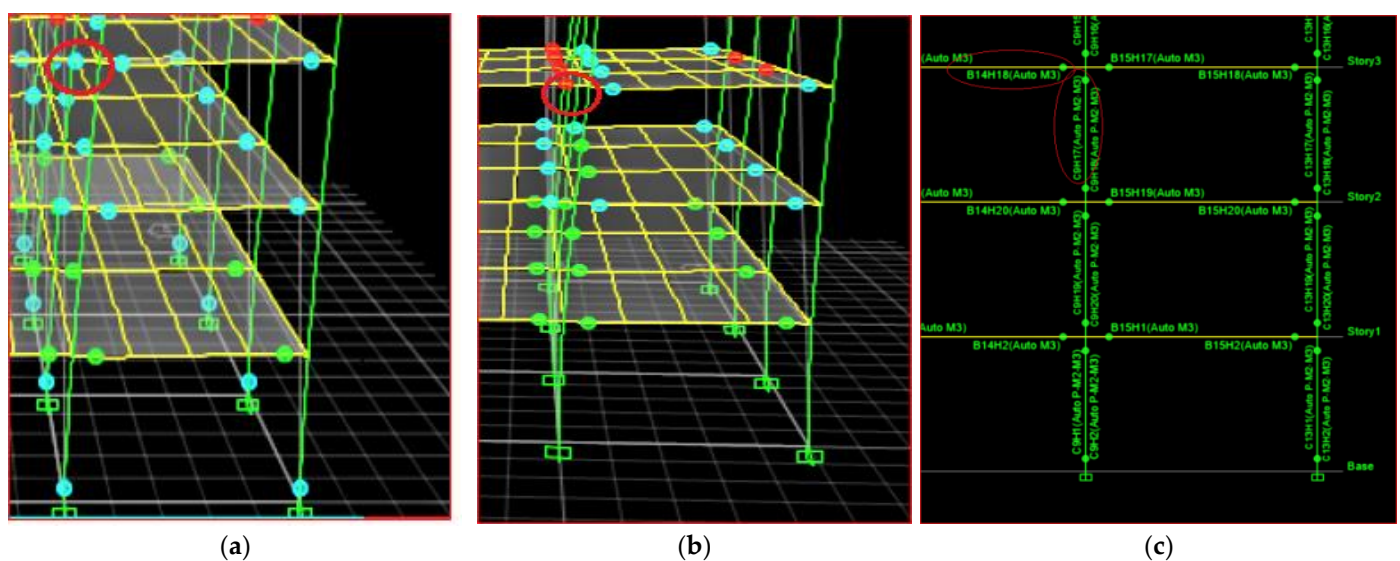 C9H15
C9H16(A
C13H15
C13H16(A
(Auto M3)
B15H17(Auto M3)
Story3
B14H18(Auto M3)
B15H18(Auto M3)
C9H17(Auto P-M2-M3)
C9H18(Auto P-M2-M3)
C13H17(Auto P-M2-M3)
C13H18(Auto P-M2-M3)
(Auto M3)
B15H19(Auto M3)
Story2
B14H20(Auto M3)
B15H20(Auto M3)
C9H19(Auto P-M2-M3)
C9H20(Auto P-M2-M3)
C13H19(Auto P-M2-M3)
C13H20(Auto P-M2-M3)
Auto M3)
B15H1(Auto M3)
Story1
B14H2(Auto M3)
B15H2(Auto M3)
C9H1(Auto P-M2-M3)
C9H2(Auto P-M2-M3)
C13H1(Auto P-M2-M3)
C13H2(Auto P-M2-M3)
Base
(a)
(b)
(c)